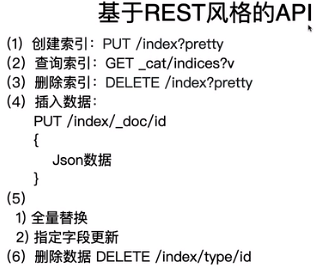 基于REST风格的API
(1) 创建索引：PUT /index?pretty
(2) 查询索引：GET _cat/indices?v
(3) 删除索引：DELETE /index?pretty
(4) 插入数据：
PUT /index/_doc/id
{
Json数据
}
(5)
1) 全量替换
2) 指定字段更新
(6) 删除数据 DELETE /index/type/id